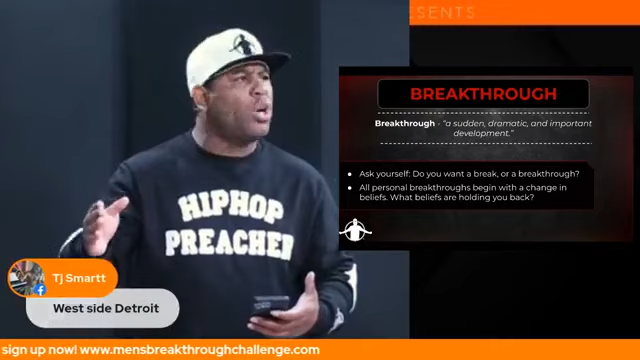 ESENTS
BREAKTHROUGH
Breakthrough - "a sudden, dramatic, and important
development."
Ask yourself: Do you want a break, or a breakthrough?
All personal breakthroughs begin with a change in
beliefs. What beliefs are holding you back?
HIPHOP
PREACHER
Tj Smartt
West side Detroit
sign up now! www.mensbreakthroughchallenge.com